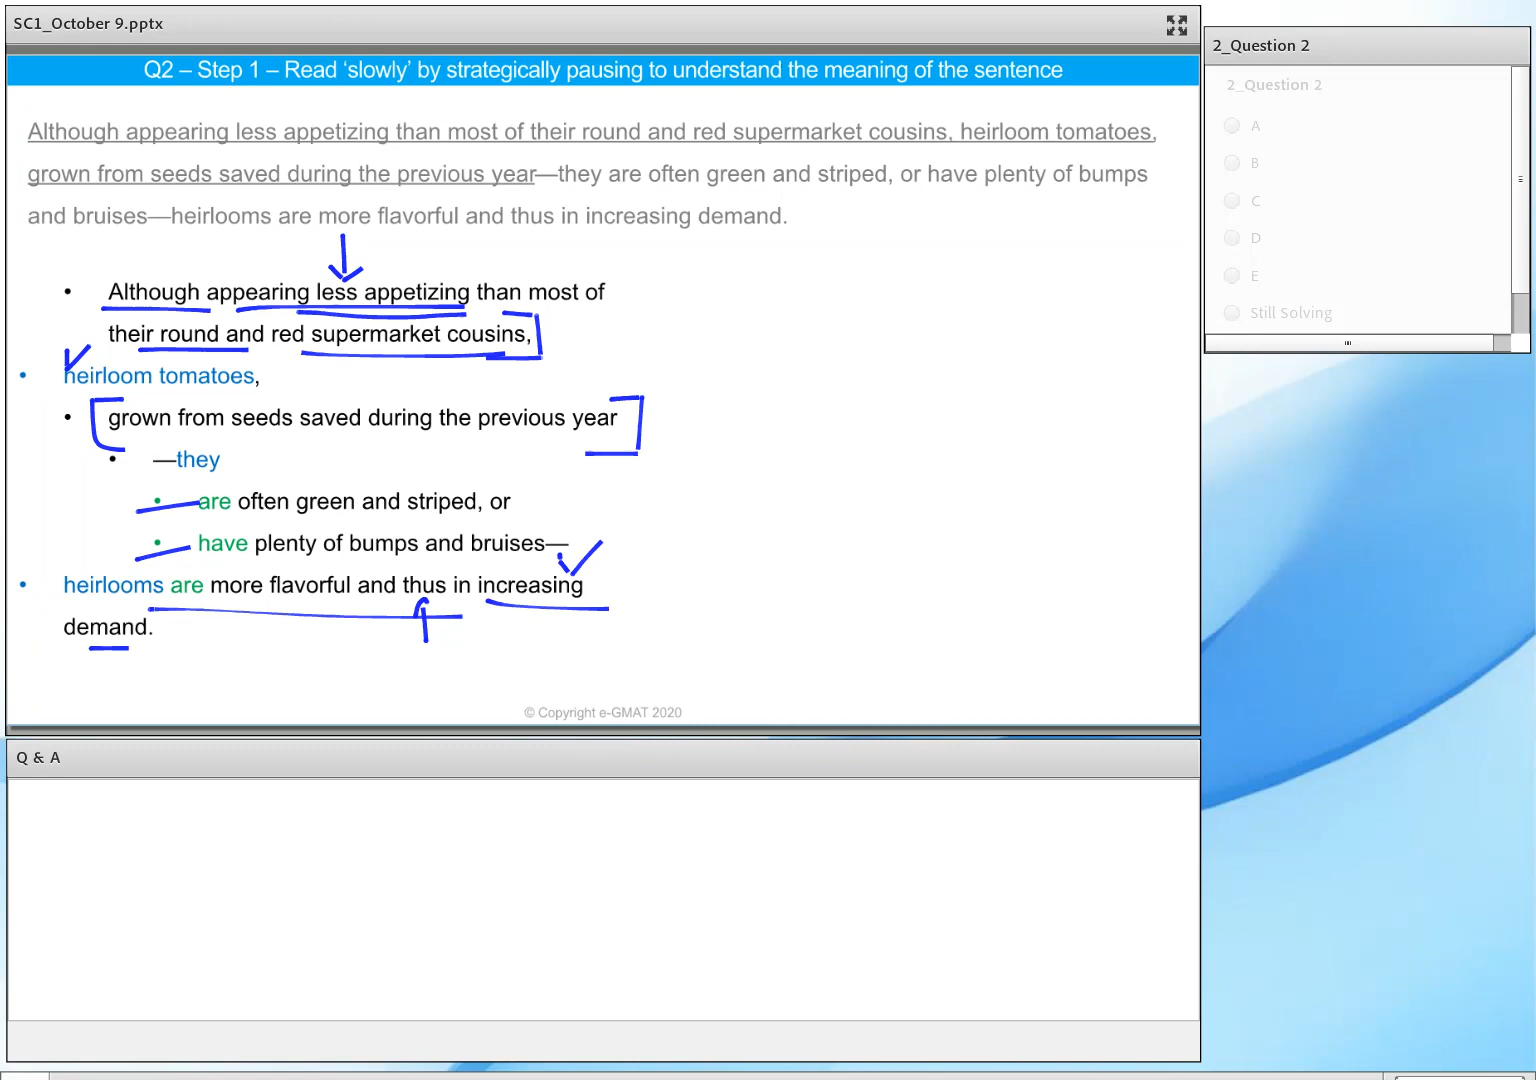 SC1_October 9.pptx
Q2 – Step 1 – Read ‘slowly’ by strategically pausing to understand the meaning of the sentence
Although appearing less appetizing than most of their round and red supermarket cousins, heirloom tomatoes,
grown from seeds saved during the previous year—they are often green and striped, or have plenty of bumps
and bruises—heirlooms are more flavorful and thus in increasing demand.
• Although appearing less appetizing than most of
their round and red supermarket cousins,
• heirloom tomatoes,
• grown from seeds saved during the previous year
• —they
• are often green and striped, or
• have plenty of bumps and bruises—
• heirlooms are more flavorful and thus in increasing
demand.
© Copyright e-GMAT 2020
Q & A
2_Question 2
2_Question 2
A
B
C
D
E
Still Solving